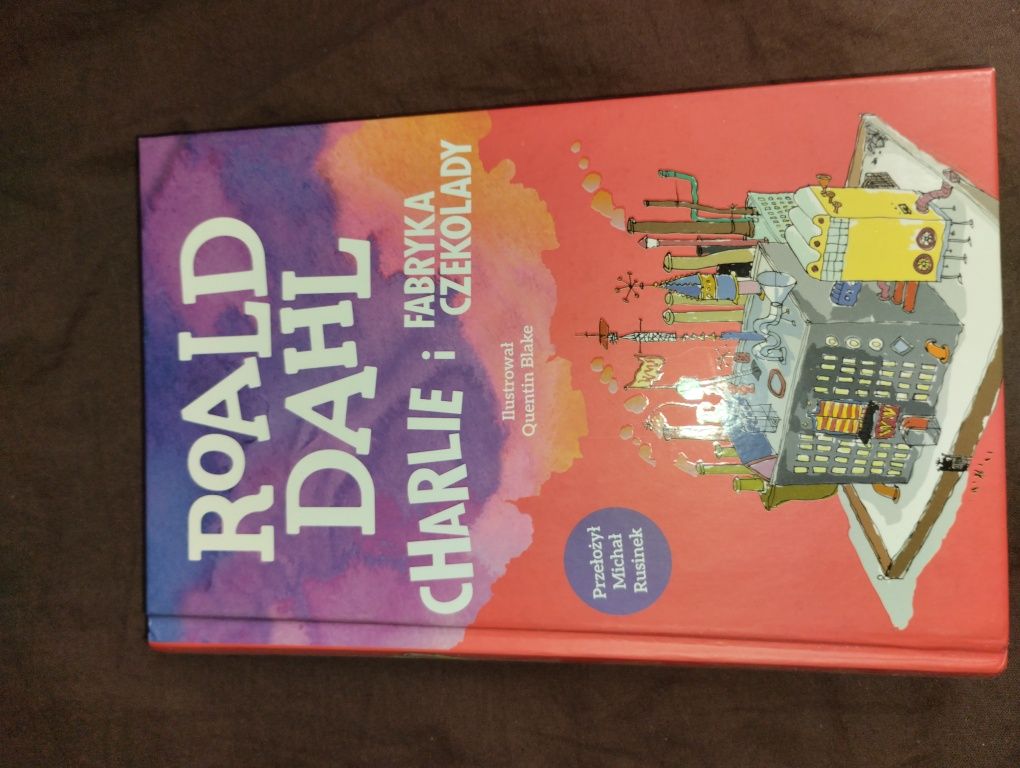 ROALD
DAHL
CHARLIE i FABRYKA
CZEKOLADY
Ilustrował
Quentin Blake
Przełożył
Michał
Rusinek